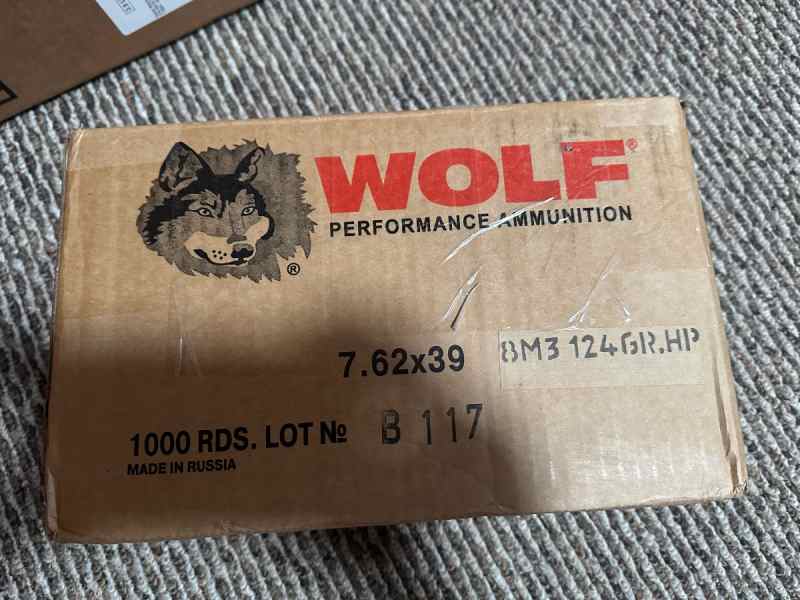 WOLF®
PERFORMANCE AMMUNITION
®
7.62x39
8M3 124GR.HP
1000 RDS. LOT № B 117
MADE IN RUSSIA